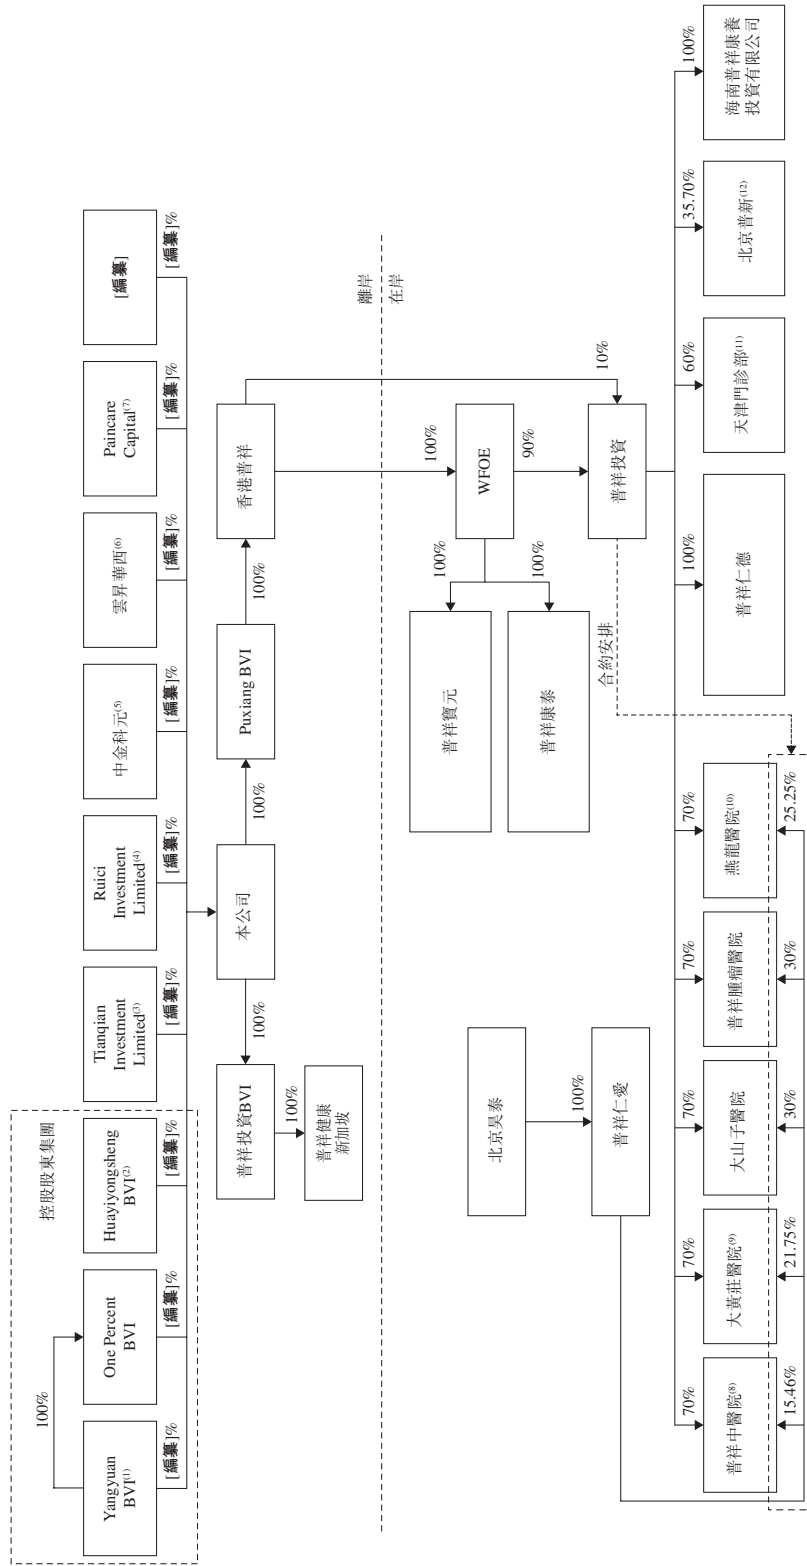 控股股東集團
100%
Yangyuan
BVI(1)
One Percent
BVI
Huayiyongsheng
BVI(2)
Tianqian
Investment
Limited(3)
Ruici
Investment
Limited(4)
中金科元(5)
雲昇華西(6)
Paincare
Capital(7)
[編纂]
[編纂]%
[編纂]%
[編纂]%
[編纂]%
[編纂]%
[編纂]%
[編纂]%
[編纂]%
[編纂]%
普祥投資BVI
100%
本公司
100%
Puxiang BVI
100%
香港普祥
100%
普祥健康
新加坡
離岸
在岸
100%
10%
北京昊泰
100%
普祥仁愛
普祥寶元
100%
普祥康泰
100%
WFOE
90%
普祥投資
合約安排
70%
70%
70%
70%
70%
100%
60%
35.70%
100%
普祥中醫院(8)
大黃莊醫院(9)
大山子醫院
普祥腫瘤醫院
燕龍醫院(10)
普祥仁德
天津門診部(11)
北京普新(12)
海南普祥康養
投資有限公司
15.46%
21.75%
30%
30%
25.25%